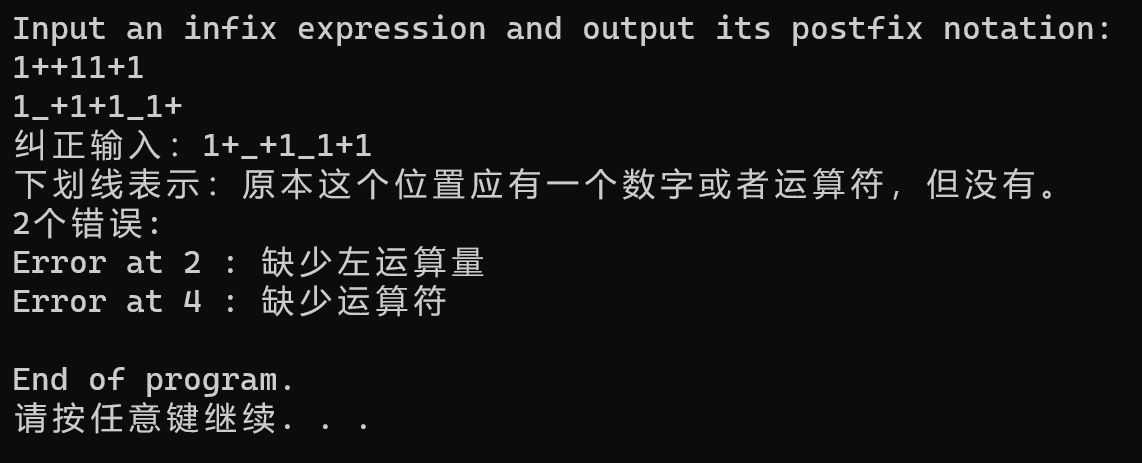 Input an infix expression and output its postfix notation:
1++11+1
1_+1+1_1+
纠正输入：1+_+1_1+1
下划线表示：原本这个位置应有一个数字或者运算符，但没有。
2个错误:
Error at 2 : 缺少左运算量
Error at 4 : 缺少运算符
End of program.
请按任意键继续. . .